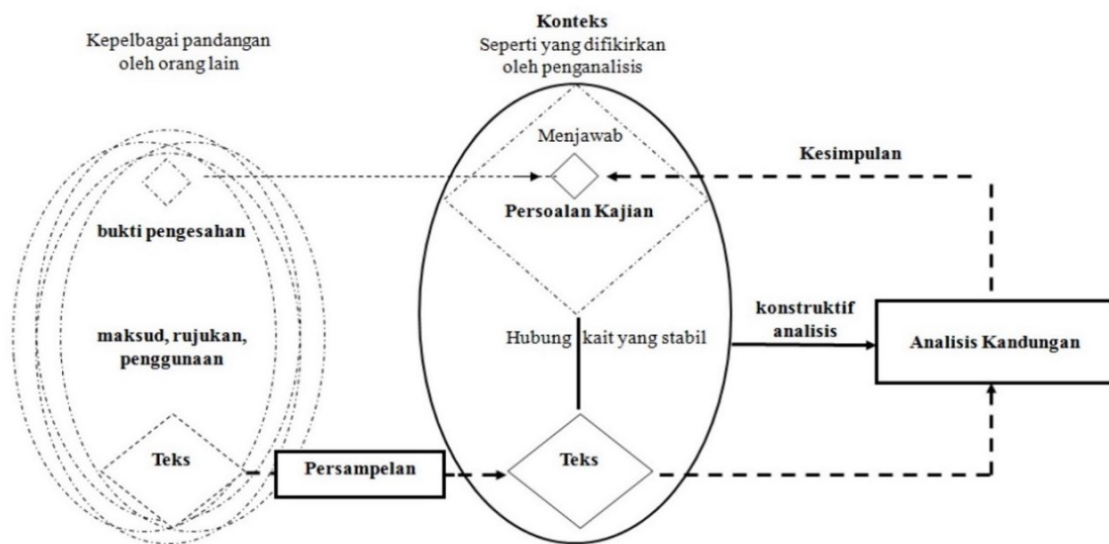 Kepelbagai pandangan
oleh orang lain
bukti pengesahan
maksud, rujukan,
penggunaan
Teks
Persampelan
Konteks
Seperti yang difikirkan
oleh penganalisis
Menjawab
Persoalan Kajian
Hubung kait yang stabil
Teks
Kesimpulan
konstruktif
analisis
Analisis Kandungan